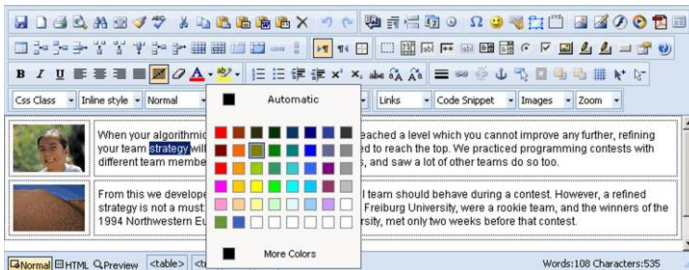 B I U
Css Class Inline style Normal Links Code Snippet Images Zoom
Automatic
When your algorithmic eached a level which you cannot improve any further, refining
your team strategy will ed to reach the top. We practiced programming contests with
different team membe , and saw a lot of other teams do so too.
From this we develope l team should behave during a contest. However, a refined
strategy is not a must: Freiburg University, were a rookie team, and the winners of the
1994 Northwestern Eu rsity, met only two weeks before that contest.
More Colors
Normal HTML Preview <table> <t Words:108 Characters:535